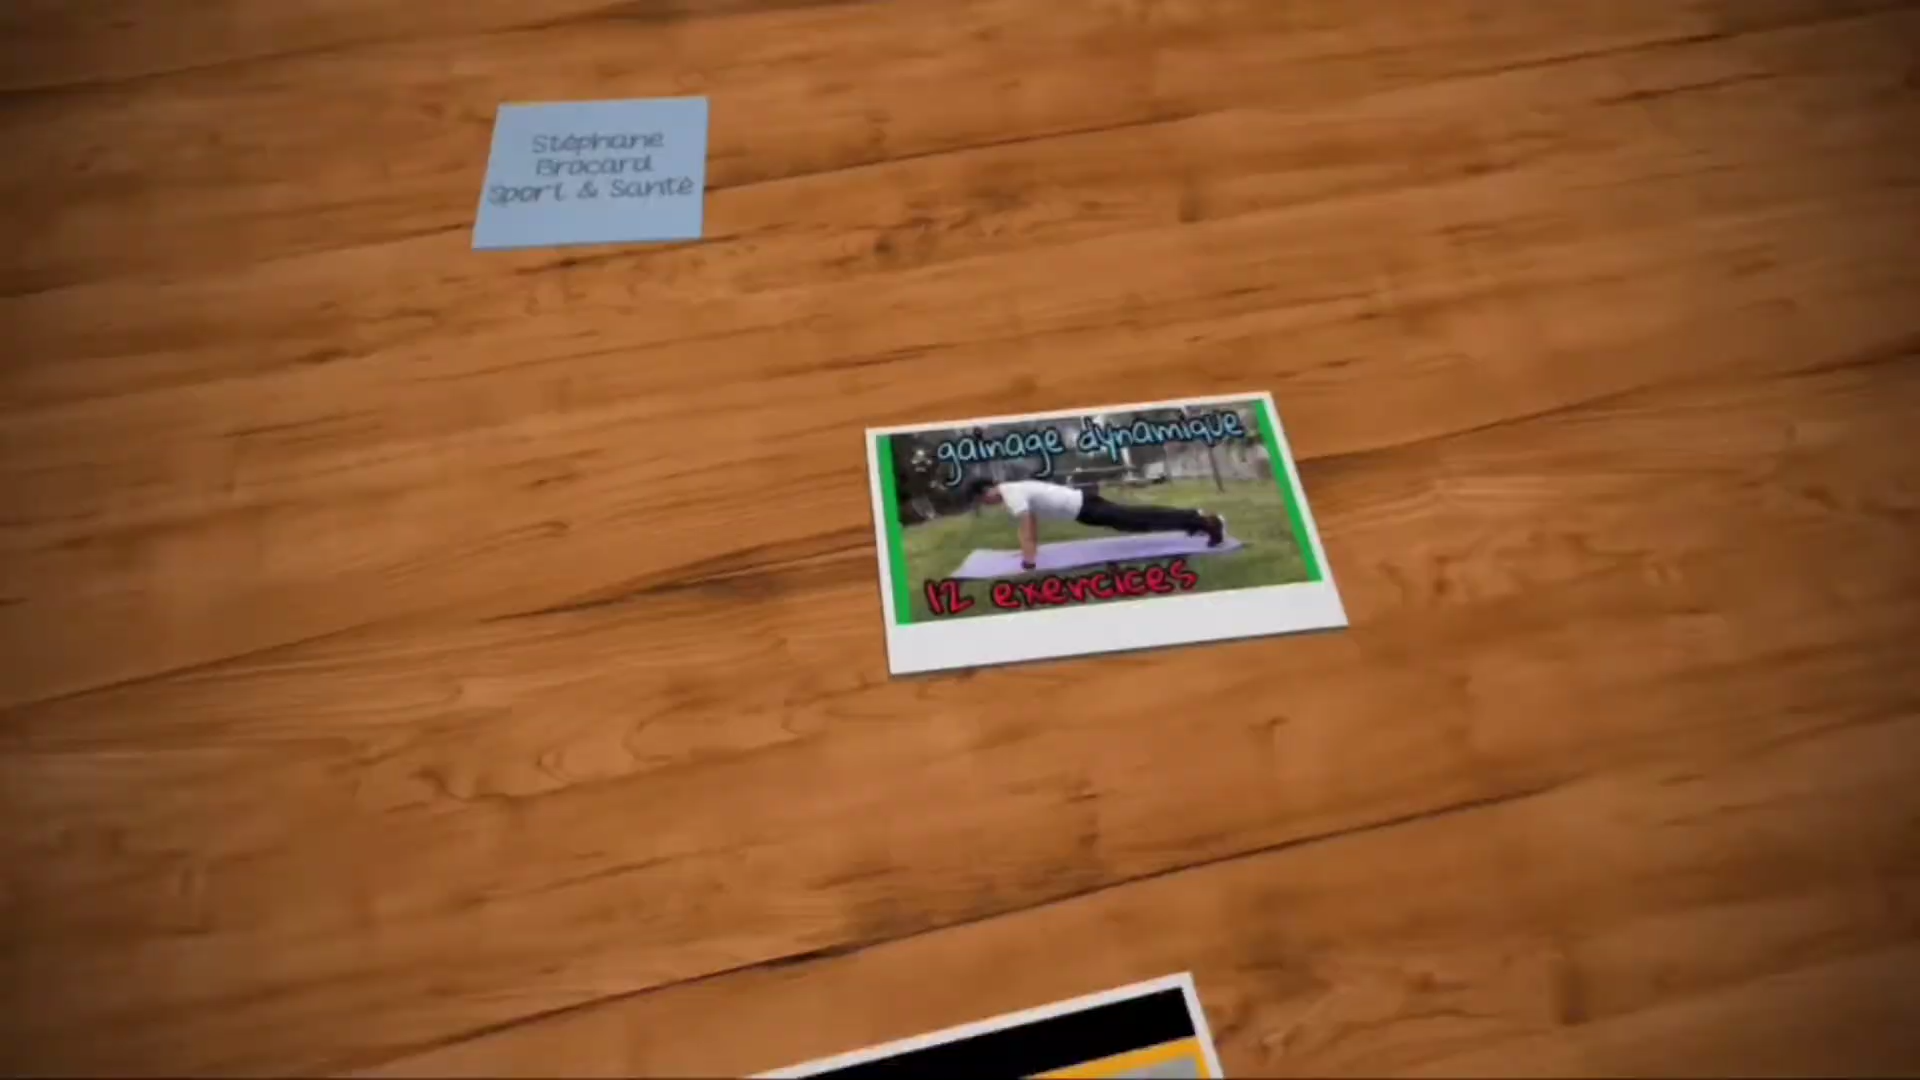 Stéphane
Brocard
Sport & Santé
gainage dynamique
12 exercices